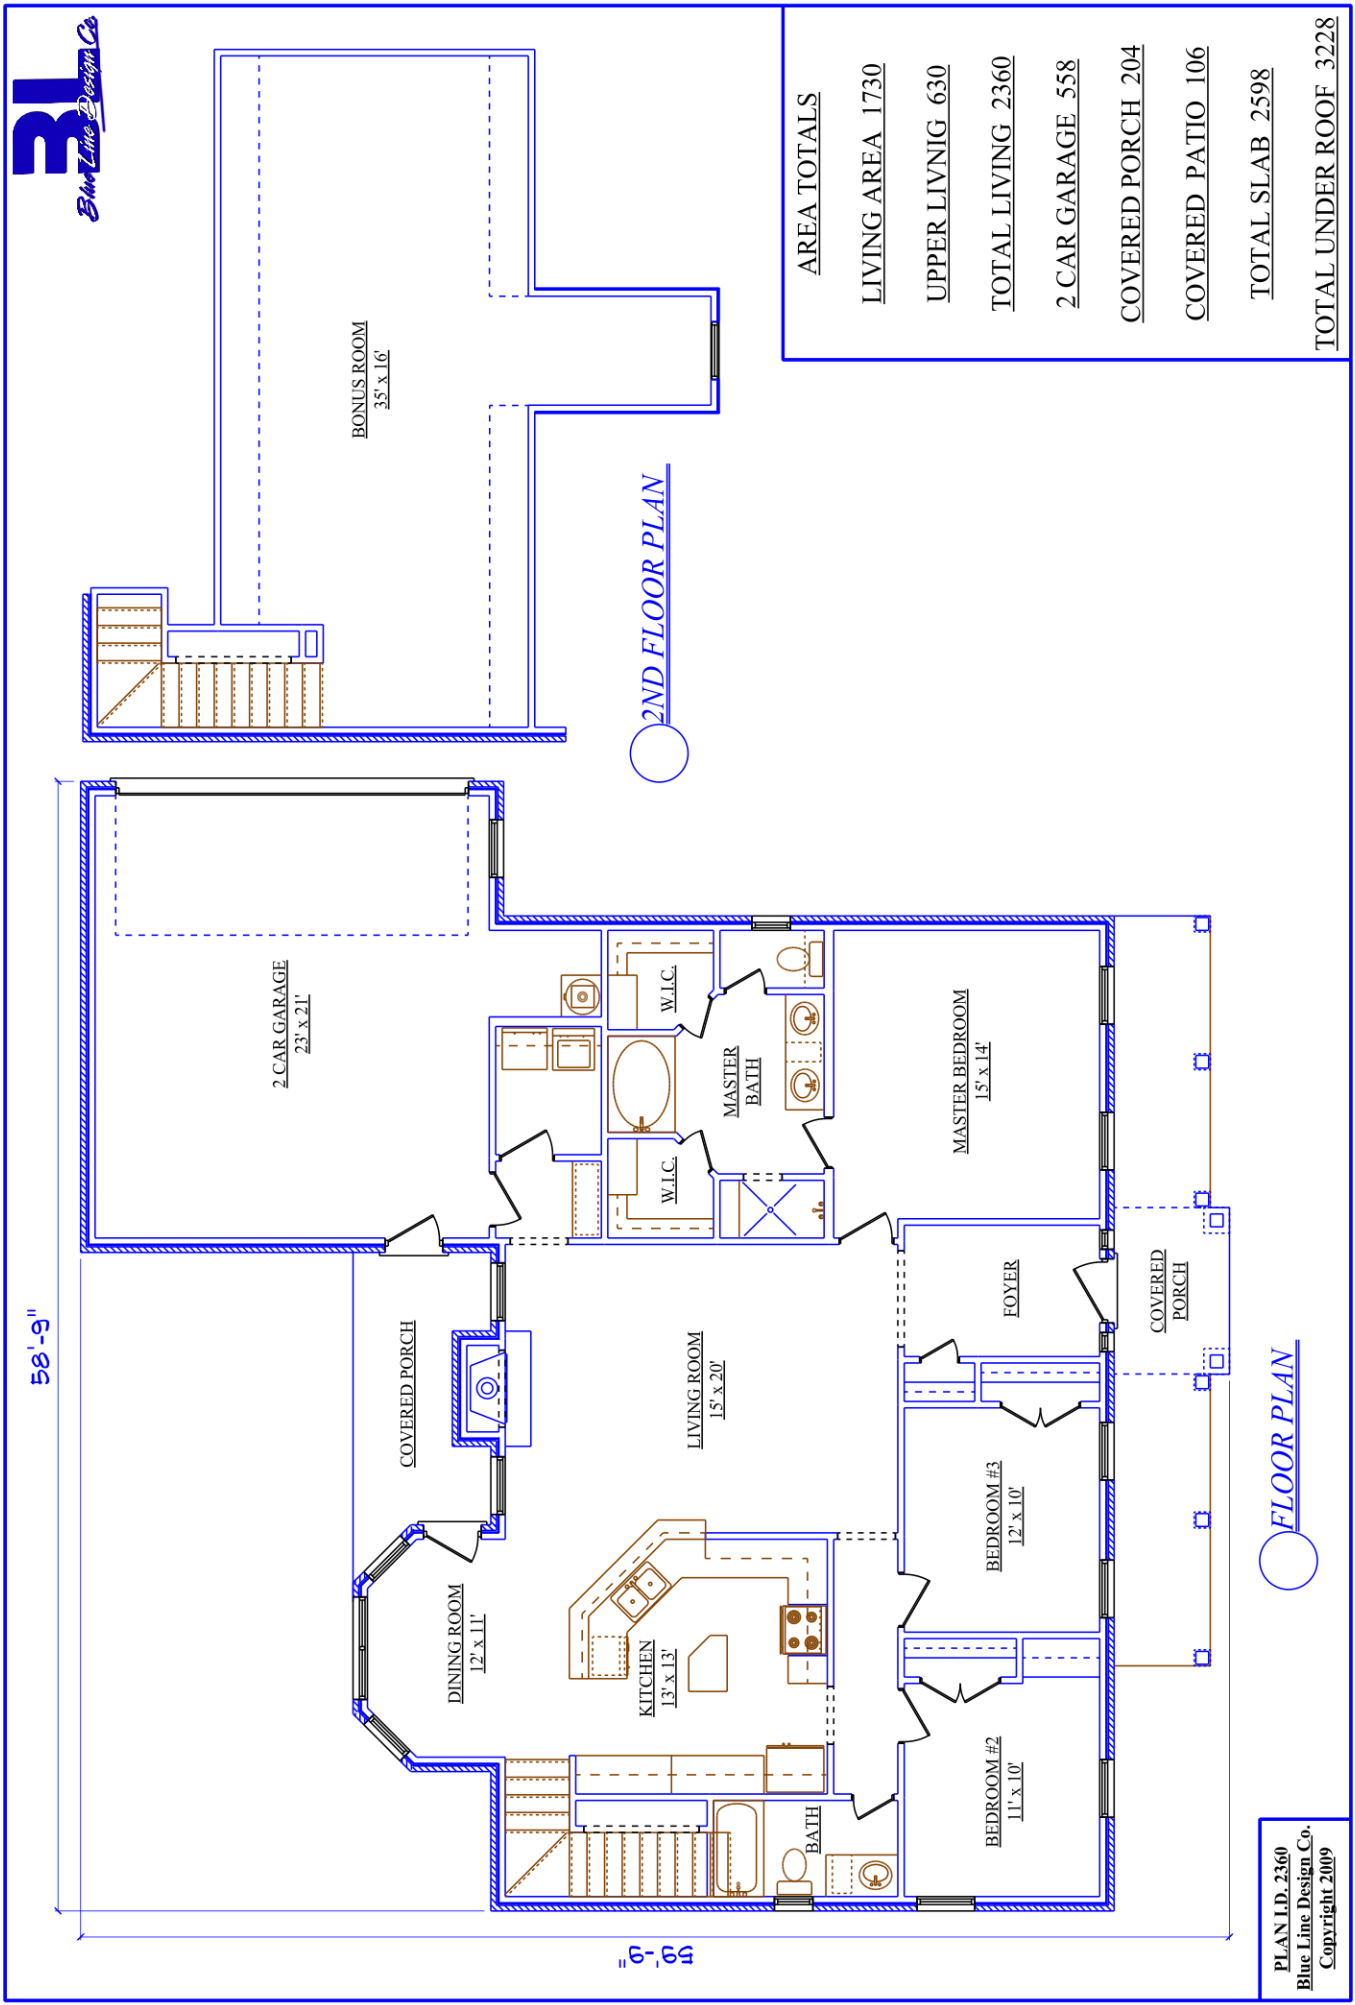 BL
Blue Line Design Co.
BONUS ROOM
35' x 16'
2ND FLOOR PLAN
AREA TOTALS
LIVING AREA 1730
UPPER LIVNIG 630
TOTAL LIVING 2360
2 CAR GARAGE 558
COVERED PORCH 204
COVERED PATIO 106
TOTAL SLAB 2598
TOTAL UNDER ROOF 3228
58'-9"
59'-9"
2 CAR GARAGE
23' x 21'
COVERED PORCH
DINING ROOM
12' x 11'
KITCHEN
13' x 13'
LIVING ROOM
15' x 20'
W.I.C.
W.I.C.
MASTER
BATH
MASTER BEDROOM
15' x 14'
FOYER
COVERED
PORCH
BEDROOM #3
12' x 10'
BEDROOM #2
11' x 10'
BATH
FLOOR PLAN
PLAN I.D. 2360
Blue Line Design Co.
Copyright 2009